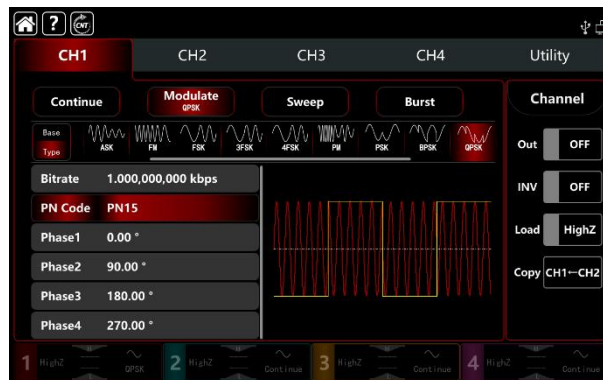 ? CNT
CH1 CH2 CH3 CH4 Utility
Continue Modulate QPSK Sweep Burst Channel
Base Type ASK FM FSK 3FSK 4FSK PM PSK BPSK QPSK
Out OFF
Bitrate 1.000,000,000 kbps
INV OFF
PN Code PN15
Load HighZ
Phase1 0.00 °
Phase2 90.00 °
Copy CH1←CH2
Phase3 180.00 °
Phase4 270.00 °
1 HighZ QPSK 2 HighZ Continue 3 HighZ Continue 4 HighZ Continue